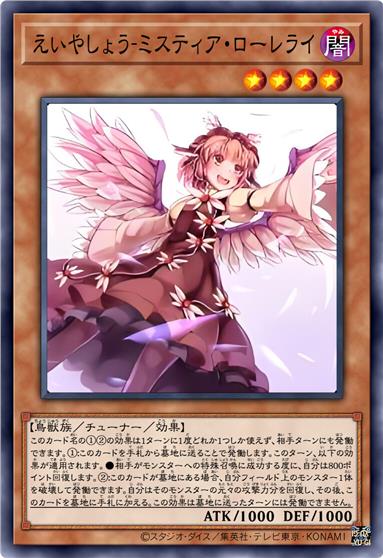 えいやしょう-ミスティア・ローレライ
闇
【鳥獣族／チューナー／効果】
このカード名の①②の効果は1ターンに1度どれか1つしか使えず、相手ターンにも発動
できます。①:このカードを手札から墓地に送ることで発動します。このターン、以下の効
果が適用されます。●相手がモンスターへの特殊召喚に成功する度に、自分は800ポ
イント回復します。②:このカードが墓地にある場合、自分フィールド上のモンスター1体
を破壊して発動できます。自分はそのモンスターの元々の攻撃力分を回復し、その後、こ
のカードを墓地に手札に加える。この効果は墓地に送ったターンには発動できません。
ATK/1000 DEF/1000
©スタジオ・ダイス/集英社・テレビ東京・KONAMI